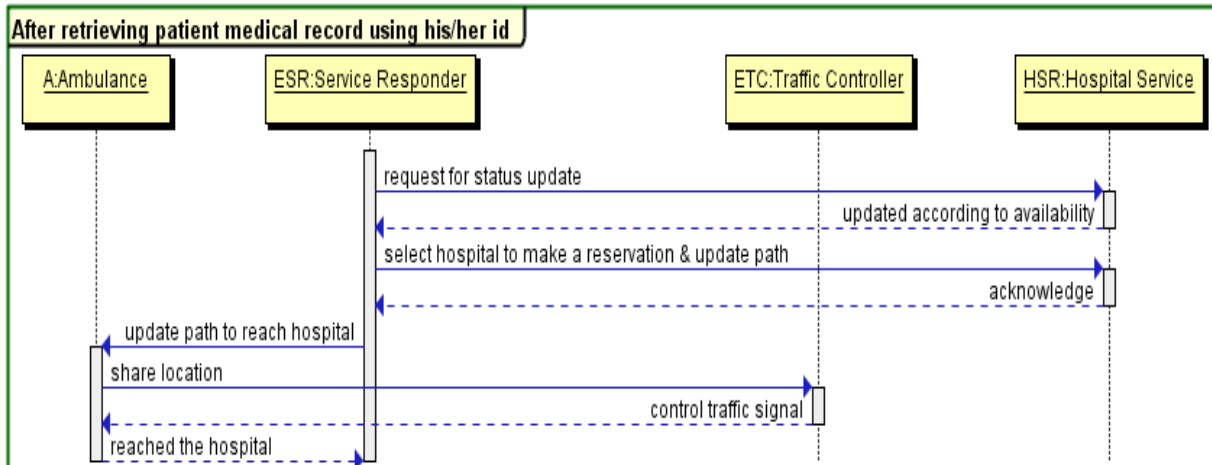 After retrieving patient medical record using his/her id
A:Ambulance
ESR:Service Responder
ETC:Traffic Controller
HSR:Hospital Service
request for status update
updated according to availability
select hospital to make a reservation & update path
acknowledge
update path to reach hospital
share location
control traffic signal
reached the hospital